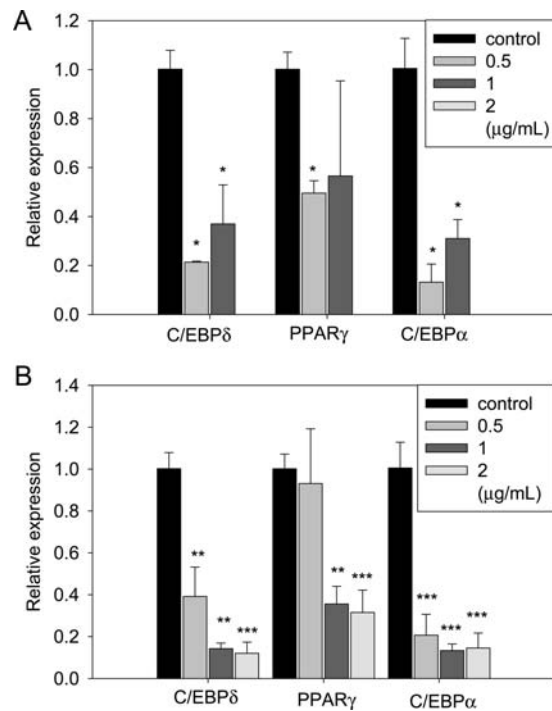 A
1.2
1.0
0.8
0.6
0.4
0.2
0.0
Relative expression
control
0.5
1
2
(μg/mL)
*
*
*
*
*
C/EBPδ
PPARγ
C/EBPα
B
1.4
1.2
1.0
0.8
0.6
0.4
0.2
0.0
Relative expression
control
0.5
1
2
(μg/mL)
**
**
***
**
***
***
***
***
C/EBPδ
PPARγ
C/EBPα